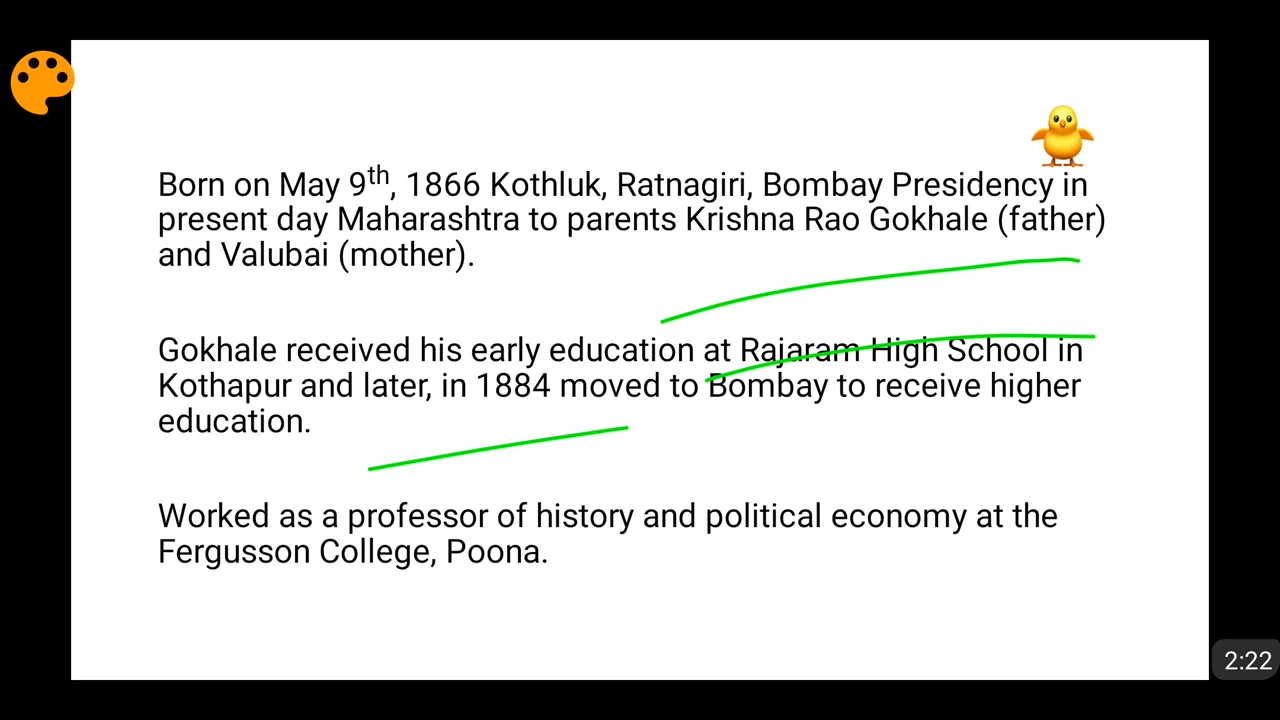 Born on May 9th, 1866 Kothluk, Ratnagiri, Bombay Presidency in
present day Maharashtra to parents Krishna Rao Gokhale (father)
and Valubai (mother).
Gokhale received his early education at Rajaram High School in
Kothapur and later, in 1884 moved to Bombay to receive higher
education.
Worked as a professor of history and political economy at the
Fergusson College, Poona.
2:22